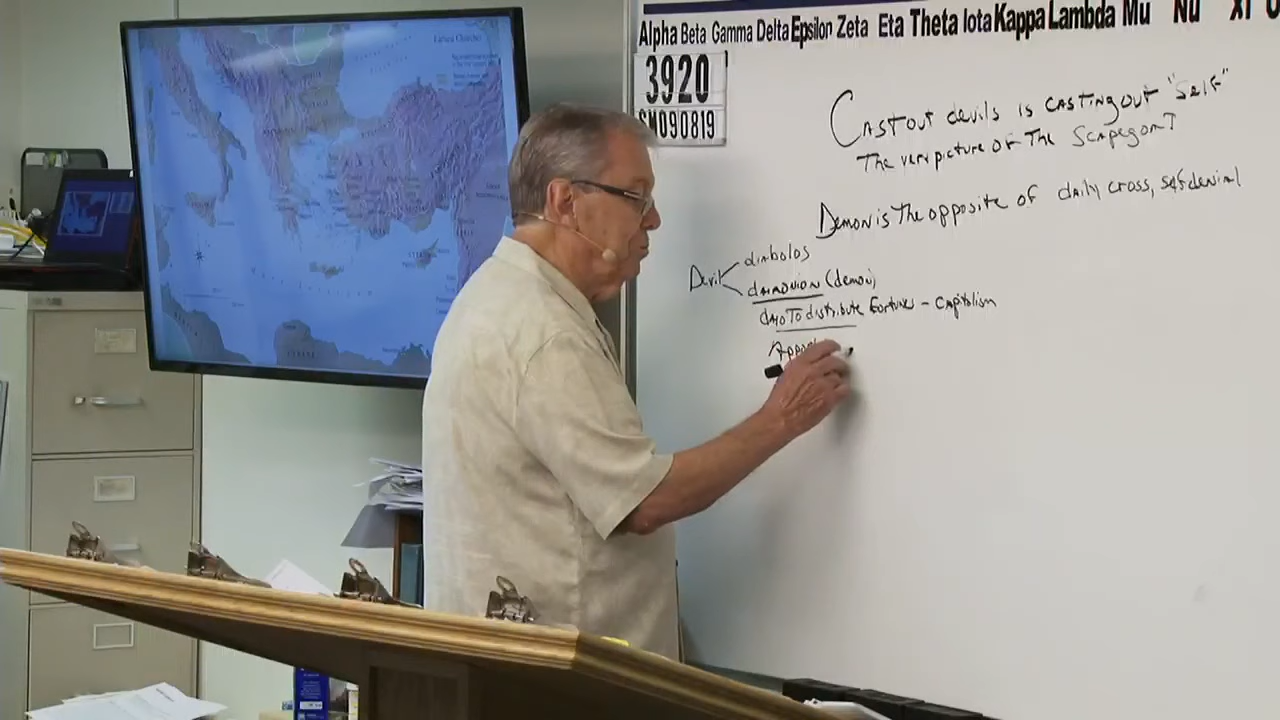 Alpha Beta Gamma Delta Epsilon Zeta Eta Theta Iota Kappa Lambda Mu Nu Xi O
3920
SM090819
Cast out devils is casting out "self"
The very picture of the scapegoat
Demon is the opposite of daily cross, self denial
Devil
diabolos
daimonion (demon)
daio to distribute fortunes - capitalism